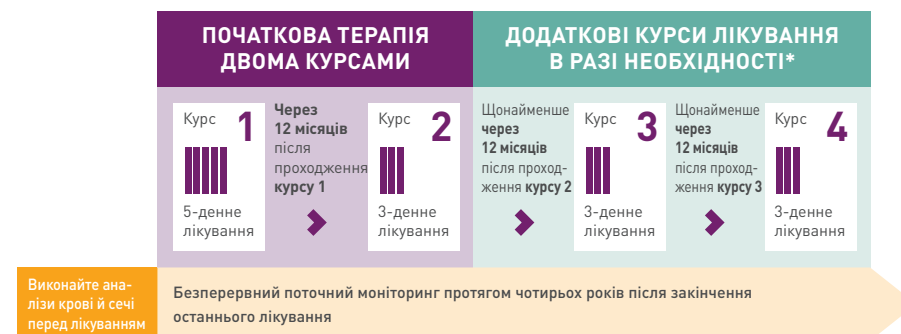 ПОЧАТКОВА ТЕРАПІЯ
ДВОМА КУРСАМИ
ДОДАТКОВІ КУРСИ ЛІКУВАННЯ
В РАЗІ НЕОБХІДНОСТІ*
Курс 1
5-денне
лікування
Через
12 місяців
після
проходження
курсу 1
Курс 2
3-денне
лікування
Щонайменше
через
12 місяців
після проход-
ження курсу 2
Курс 3
3-денне
лікування
Щонайменше
через
12 місяців
після проход-
ження курсу 3
Курс 4
3-денне
лікування
Виконайте ана-
лізи крові й сечі
перед лікуванням
Безперервний поточний моніторинг протягом чотирьох років після закінчення
останнього лікування